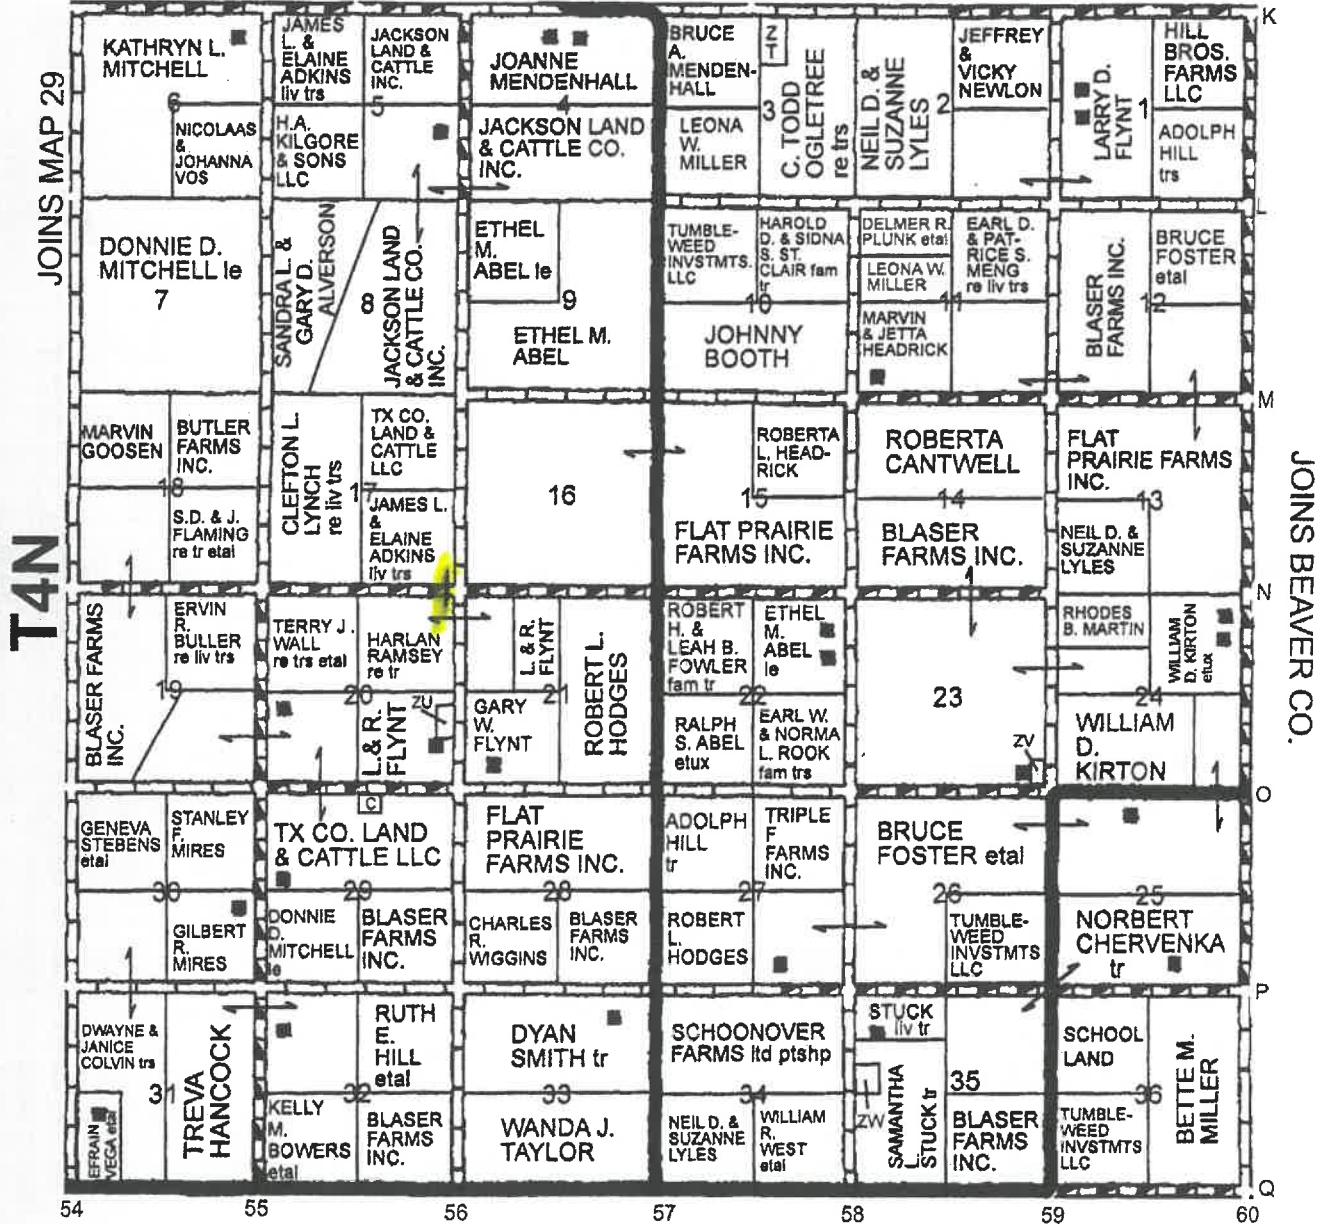 K
KATHRYN L.
MITCHELL
6
NICOLAAS
&
JOHANNA
VOS
JAMES
L. &
ELAINE
ADKINS
liv trs
JACKSON
LAND &
CATTLE
INC.
5
H.A.
KILGORE
& SONS
LLC
JOANNE
MENDENHALL
4
JACKSON LAND
& CATTLE CO.
INC.
BRUCE
A.
MENDEN-
HALL
Z
T
3
LEONA
W.
MILLER
C. TODD
OGLETREE
re trs
NEIL D. &
SUZANNE
LYLES
2
JEFFREY
&
VICKY
NEWLON
LARRY D.
FLYNT
1
HILL
BROS.
FARMS
LLC
ADOLPH
HILL
trs
JOINS MAP 29
L
DONNIE D.
MITCHELL le
7
SANDRA L. &
GARY D.
ALVERSON
8
JACKSON LAND
& CATTLE CO.
INC.
ETHEL
M.
ABEL le
9
ETHEL M.
ABEL
TUMBLE-
WEED
INVSTMTS.
LLC
HAROLD
D. & SIDNA
S. ST.
CLAIR fam
tr
10
JOHNNY
BOOTH
DELMER R.
PLUNK etal
LEONA W.
MILLER
11
MARVIN
& JETTA
HEADRICK
EARL D.
& PAT-
RICE S.
MENG
re liv trs
BLASER
FARMS INC.
12
BRUCE
FOSTER
etal
M
MARVIN
GOOSEN
BUTLER
FARMS
INC.
18
S.D. & J.
FLAMING
re tr etal
CLEFTON L.
LYNCH
re liv trs
TX CO.
LAND &
CATTLE
LLC
17
JAMES L.
&
ELAINE
ADKINS
liv trs
16
ROBERTA
L. HEAD-
RICK
15
FLAT PRAIRIE
FARMS INC.
ROBERTA
CANTWELL
14
BLASER
FARMS INC.
FLAT
PRAIRIE FARMS
INC.
13
NEIL D. &
SUZANNE
LYLES
T4N
JOINS BEAVER CO.
N
BLASER FARMS
INC.
ERVIN
R.
BULLER
re liv trs
19
TERRY J.
WALL
re trs etal
HARLAN
RAMSEY
re tr
20
L. & R.
FLYNT
ZU
L. & R.
FLYNT
21
GARY
W.
FLYNT
ROBERT L.
HODGES
ROBERT
H. &
LEAH B.
FOWLER
fam tr
ETHEL
M.
ABEL
le
22
RALPH
S. ABEL
etux
EARL W.
& NORMA
L. ROOK
fam trs
23
ZV
RHODES
B. MARTIN
WILLIAM
D. KIRTON
etux
24
WILLIAM
D.
KIRTON
O
GENEVA
STEBENS
etal
STANLEY
F.
MIRES
30
GILBERT
R.
MIRES
C
TX CO. LAND
& CATTLE LLC
29
DONNIE
D.
MITCHELL
le
BLASER
FARMS
INC.
FLAT
PRAIRIE
FARMS INC.
28
CHARLES
R.
WIGGINS
BLASER
FARMS
INC.
ADOLPH
HILL
tr
TRIPLE
F
FARMS
INC.
27
ROBERT
L.
HODGES
BRUCE
FOSTER etal
26
TUMBLE-
WEED
INVSTMTS
LLC
25
NORBERT
CHERVENKA
tr
P
DWAYNE &
JANICE
COLVIN trs
31
EFRAIN
VEGA etal
TREVA
HANCOCK
RUTH
E.
HILL
etal
32
KELLY
M.
BOWERS
etal
BLASER
FARMS
INC.
DYAN
SMITH tr
33
WANDA J.
TAYLOR
SCHOONOVER
FARMS ltd ptshp
34
NEIL D. &
SUZANNE
LYLES
WILLIAM
R.
WEST
etal
STUCK
liv tr
ZW
SAMANTHA
L.
STUCK tr
35
BLASER
FARMS
INC.
SCHOOL
LAND
36
TUMBLE-
WEED
INVSTMTS
LLC
BETTE M.
MILLER
Q
54 55 56 57 58 59 60